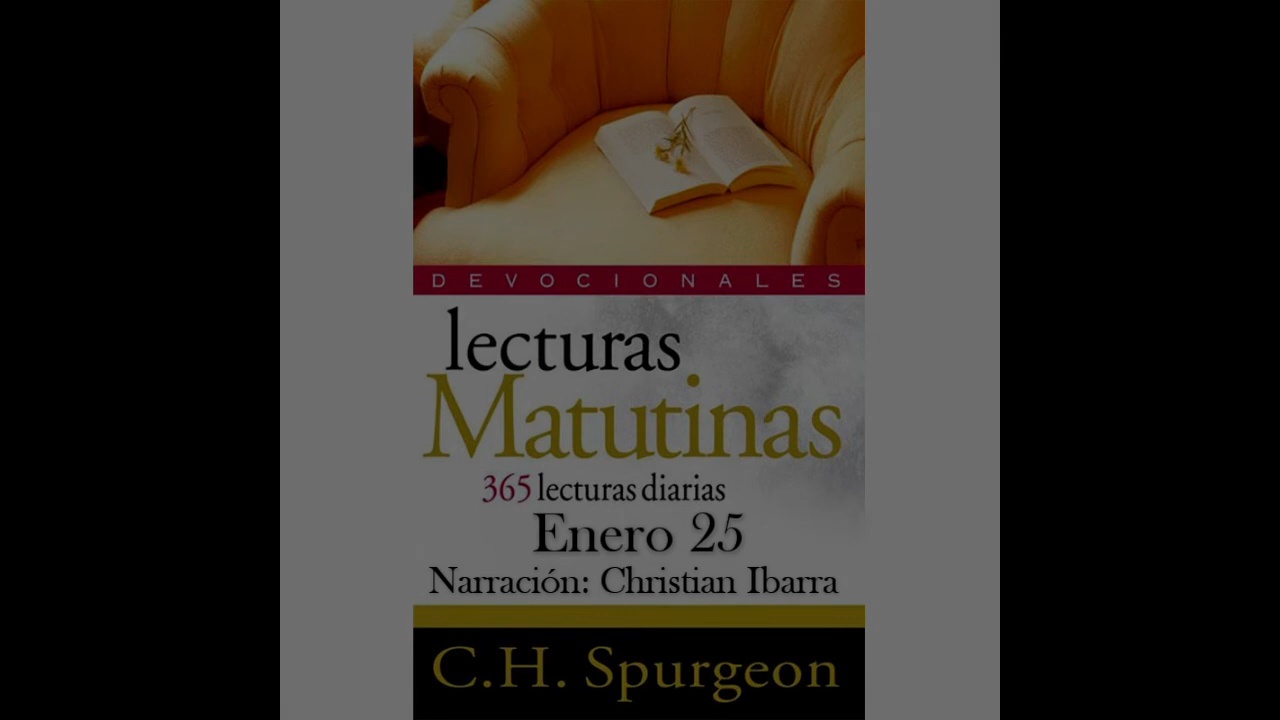 DEVOCIONALES
lecturas
Matutinas
365 lecturas diarias
Enero 25
Narración: Christian Ibarra
C.H. Spurgeon